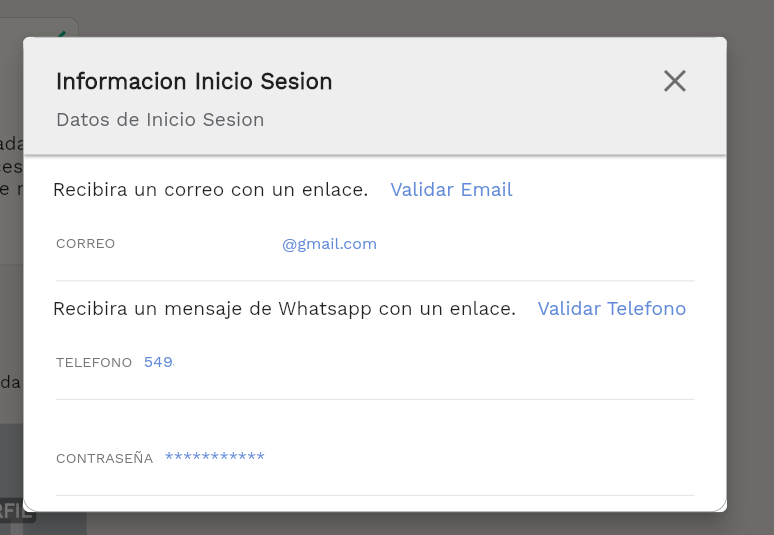 Informacion Inicio Sesion
Datos de Inicio Sesion
Recibira un correo con un enlace. Validar Email
CORREO @gmail.com
Recibira un mensaje de Whatsapp con un enlace. Validar Telefono
TELEFONO 549
CONTRASEÑA ***********